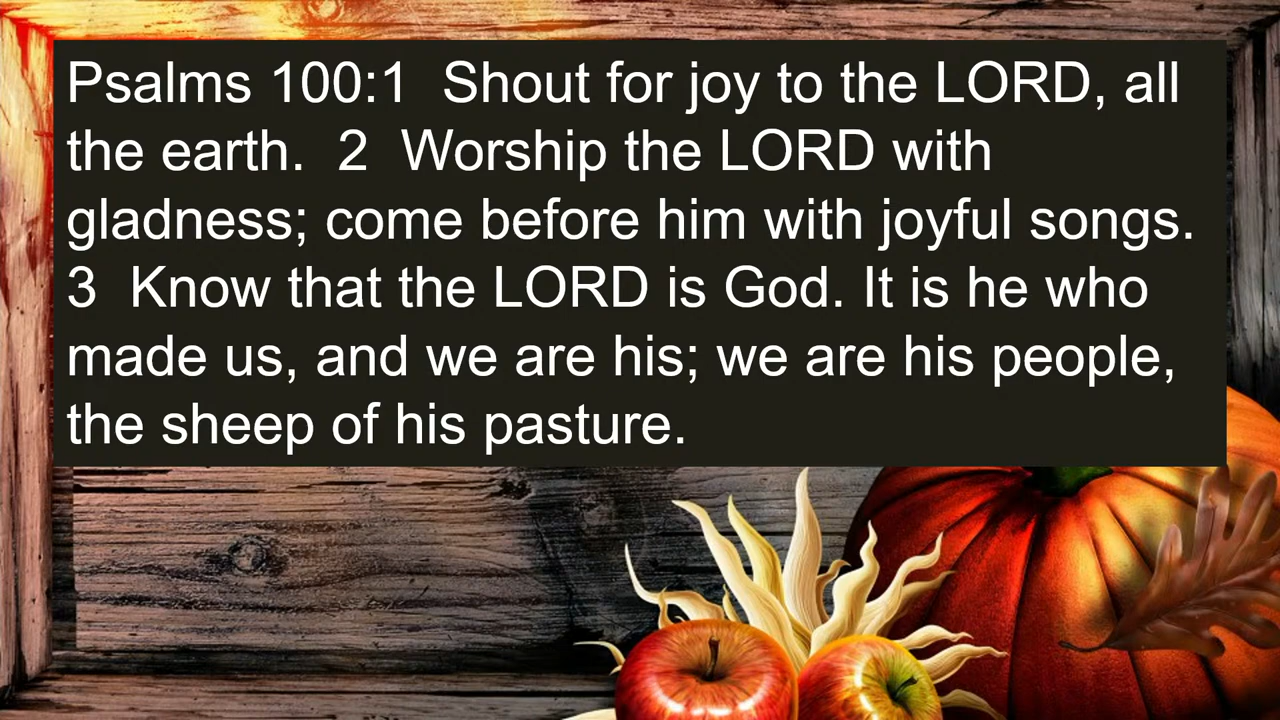 Psalms 100:1  Shout for joy to the LORD, all
the earth.  2  Worship the LORD with
gladness; come before him with joyful songs.
3  Know that the LORD is God. It is he who
made us, and we are his; we are his people,
the sheep of his pasture.